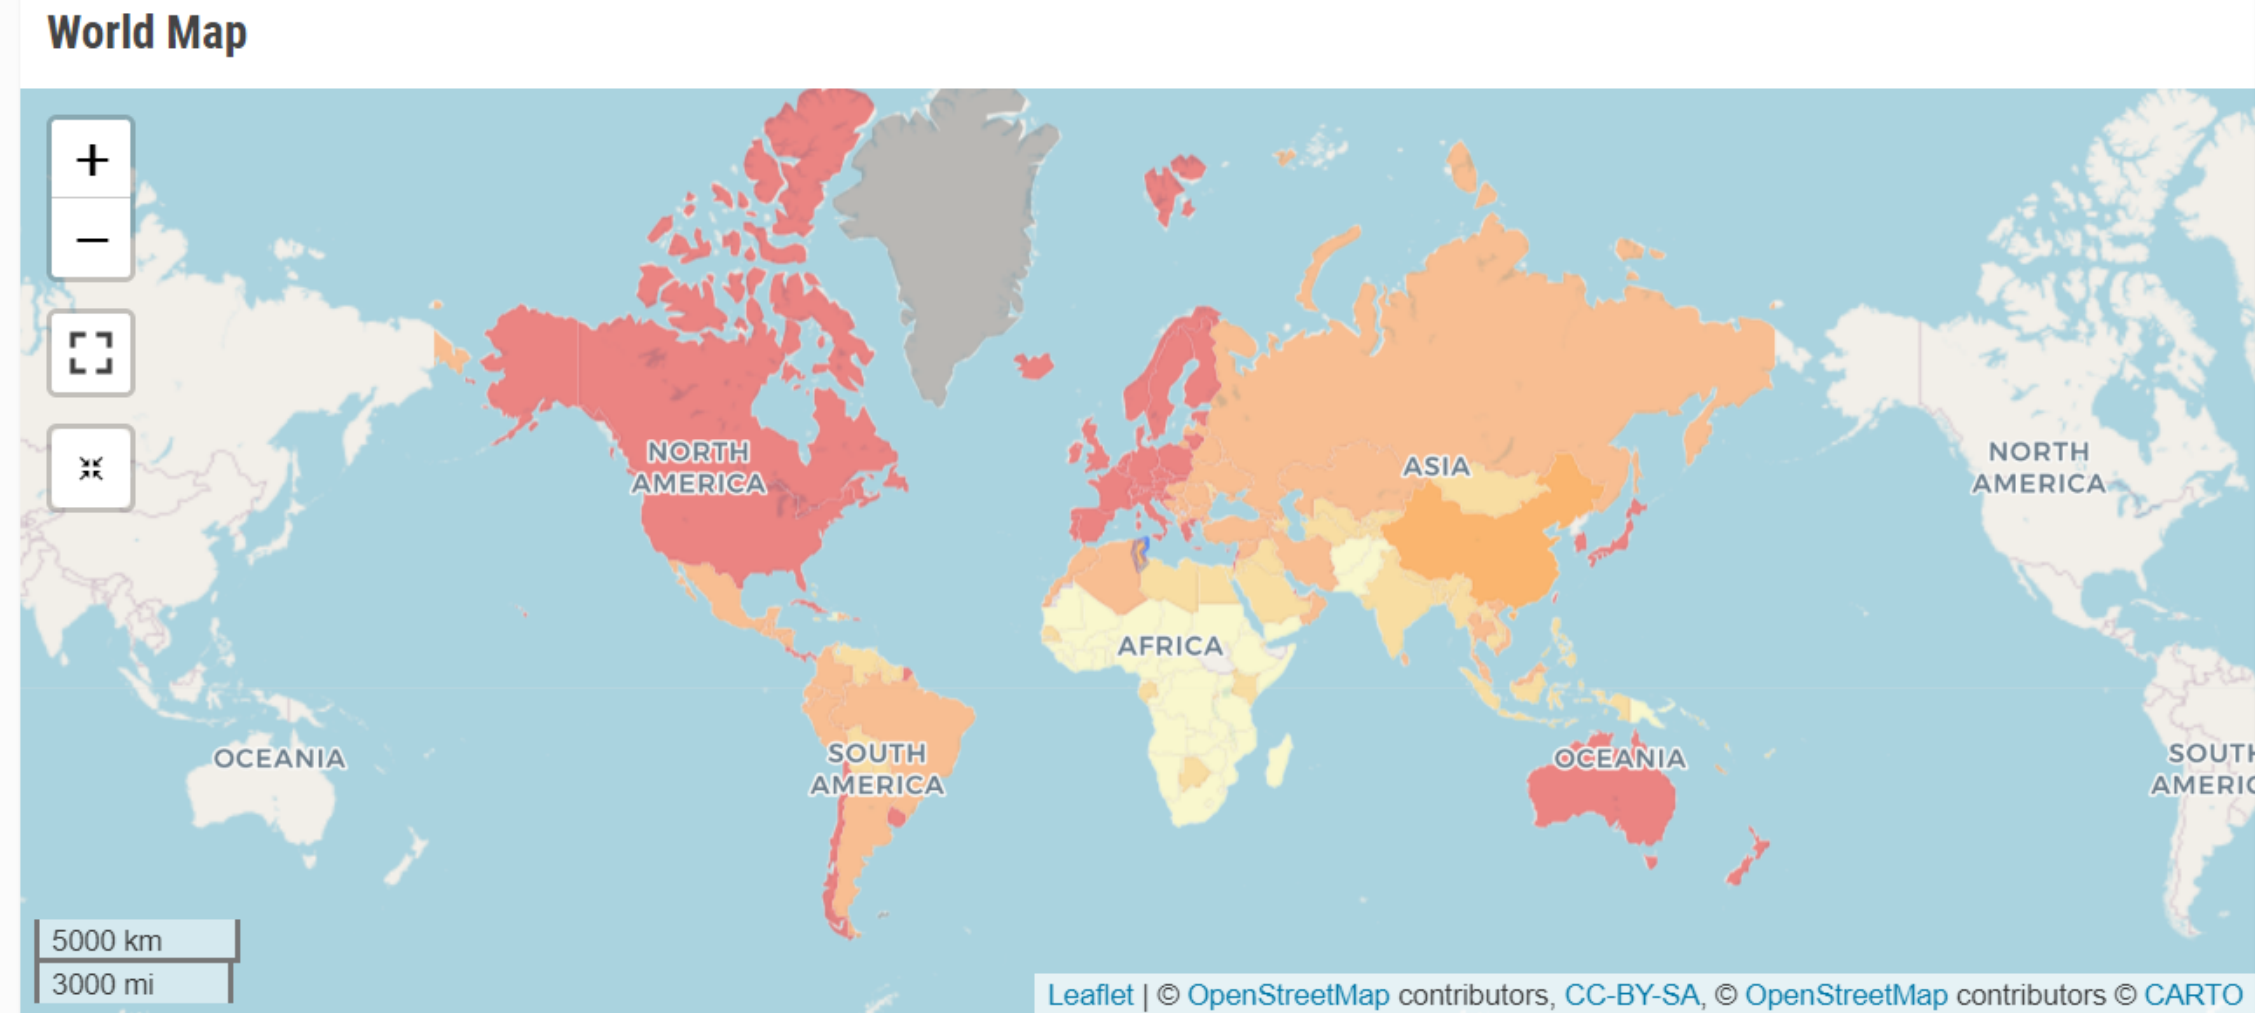 World Map
+
−
NORTH
AMERICA
ASIA
NORTH
AMERICA
AFRICA
OCEANIA
SOUTH
AMERICA
OCEANIA
SOUTH
AMERIC
5000 km
3000 mi
Leaflet | © OpenStreetMap contributors, CC-BY-SA, © OpenStreetMap contributors © CARTO